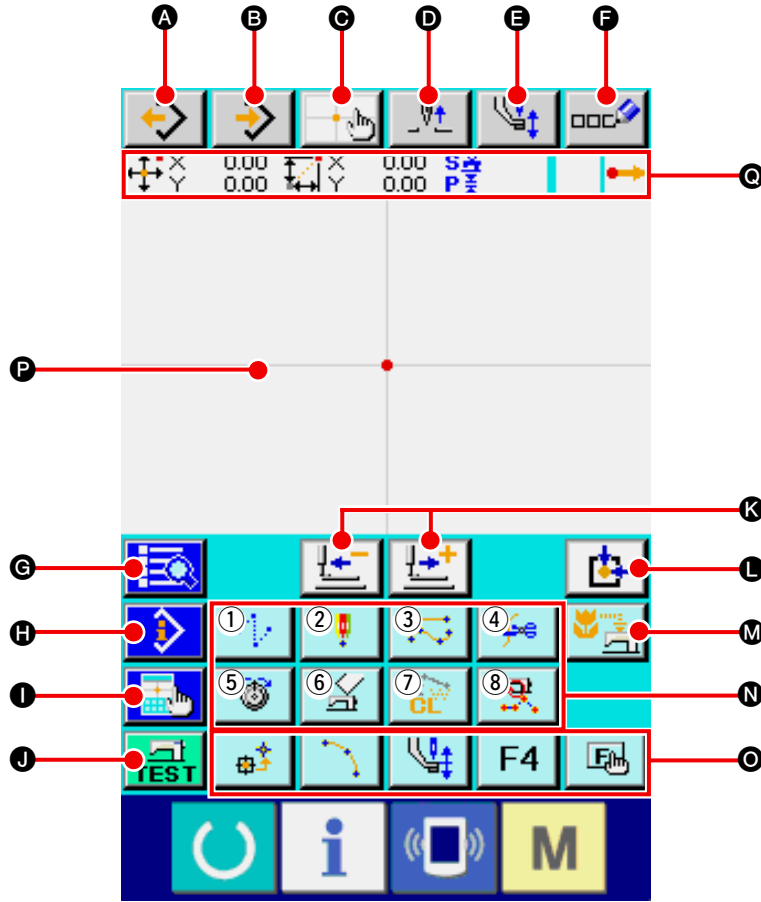 A B C D E F
X 0.00 X 0.00 S
Y 0.00 Y 0.00 P
Q
P
K
G L
H ① ② ③ ④ M
I ⑤ ⑥ ⑦ CL ⑧ N
J TEST F4 F O
i M